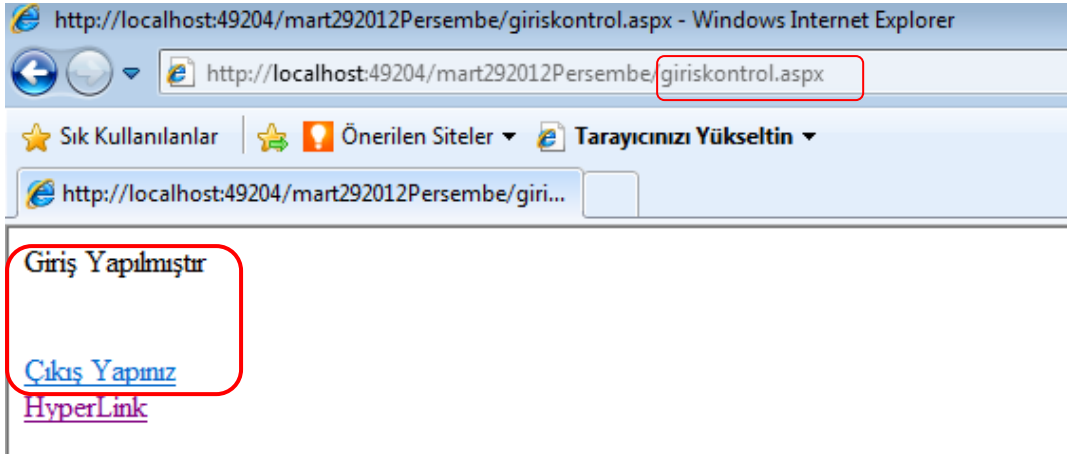 http://localhost:49204/mart292012Persembe/giriskontrol.aspx - Windows Internet Explorer
http://localhost:49204/mart292012Persembe/giriskontrol.aspx
Sık Kullanılanlar Önerilen Siteler Tarayıcınızı Yükseltin
http://localhost:49204/mart292012Persembe/giri...
Giriş Yapılmıştır
Çıkış Yapınız
HyperLink